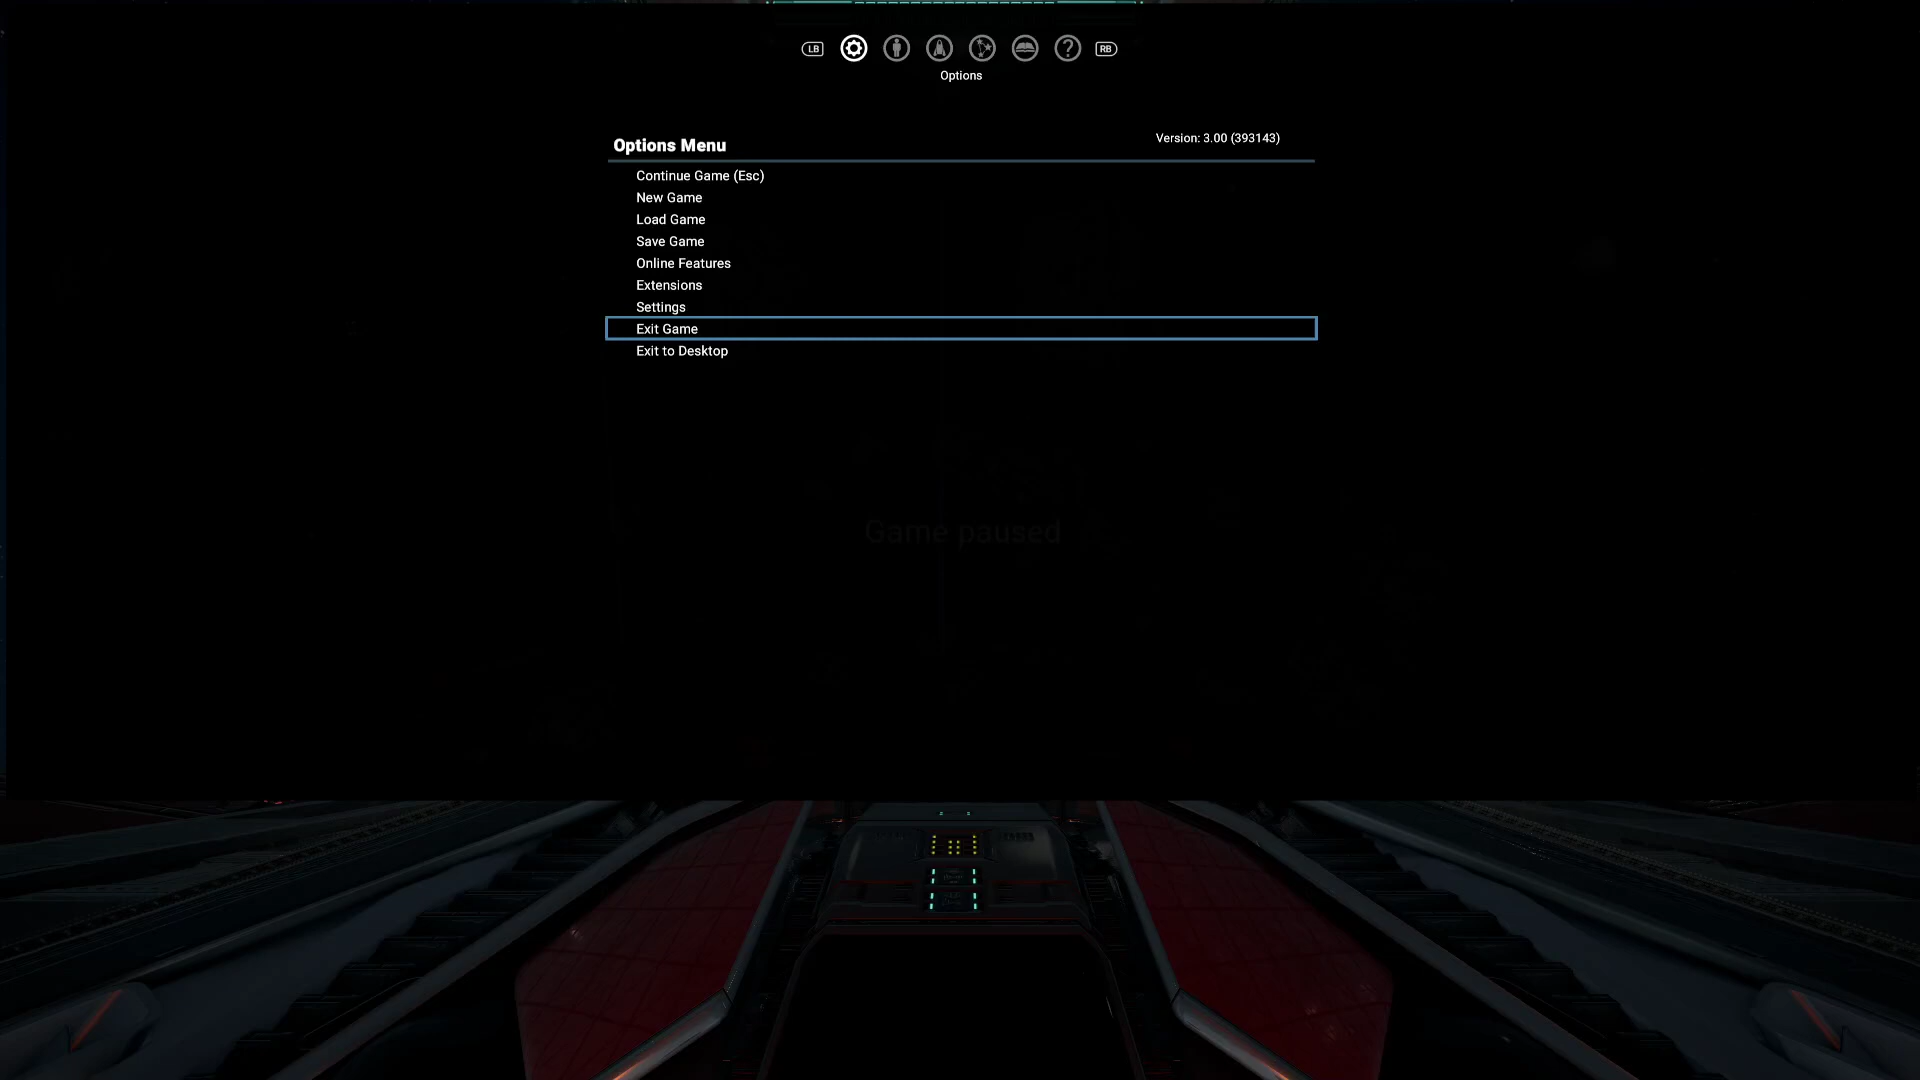 LB
?
RB
Options
Options Menu
Version: 3.00 (393143)
Continue Game (Esc)
New Game
Load Game
Save Game
Online Features
Extensions
Settings
Exit Game
Exit to Desktop
Game paused